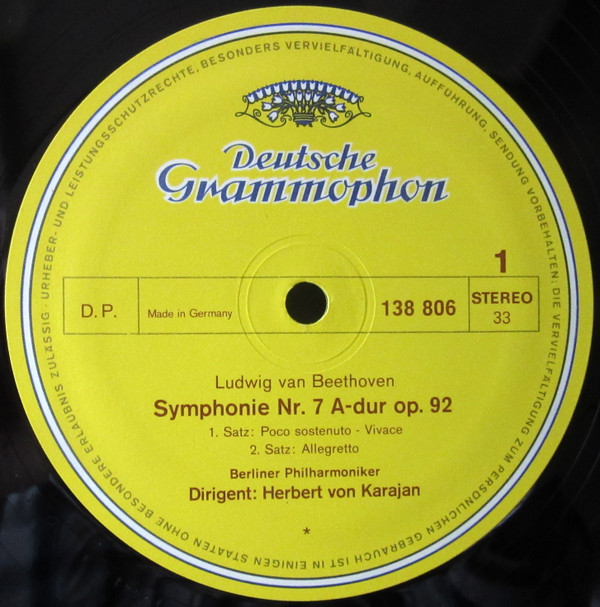 URHEBER- UND LEISTUNGSSCHUTZRECHTE, BESONDERS VERVIELFÄLTIGUNG, AUFFÜHRUNG, SENDUNG VORBEHALTEN; DIE VERVIELFÄLTIGUNG ZUM PERSÖNLICHEN GEBRAUCH IST IN EINIGEN STAATEN OHNE BESONDERE ERLAUBNIS ZULÄSSIG ·
Deutsche
Grammophon
1
D. P.
Made in Germany
138 806
STEREO
33
Ludwig van Beethoven
Symphonie Nr. 7 A-dur op. 92
1. Satz: Poco sostenuto - Vivace
2. Satz: Allegretto
Berliner Philharmoniker
Dirigent: Herbert von Karajan
*